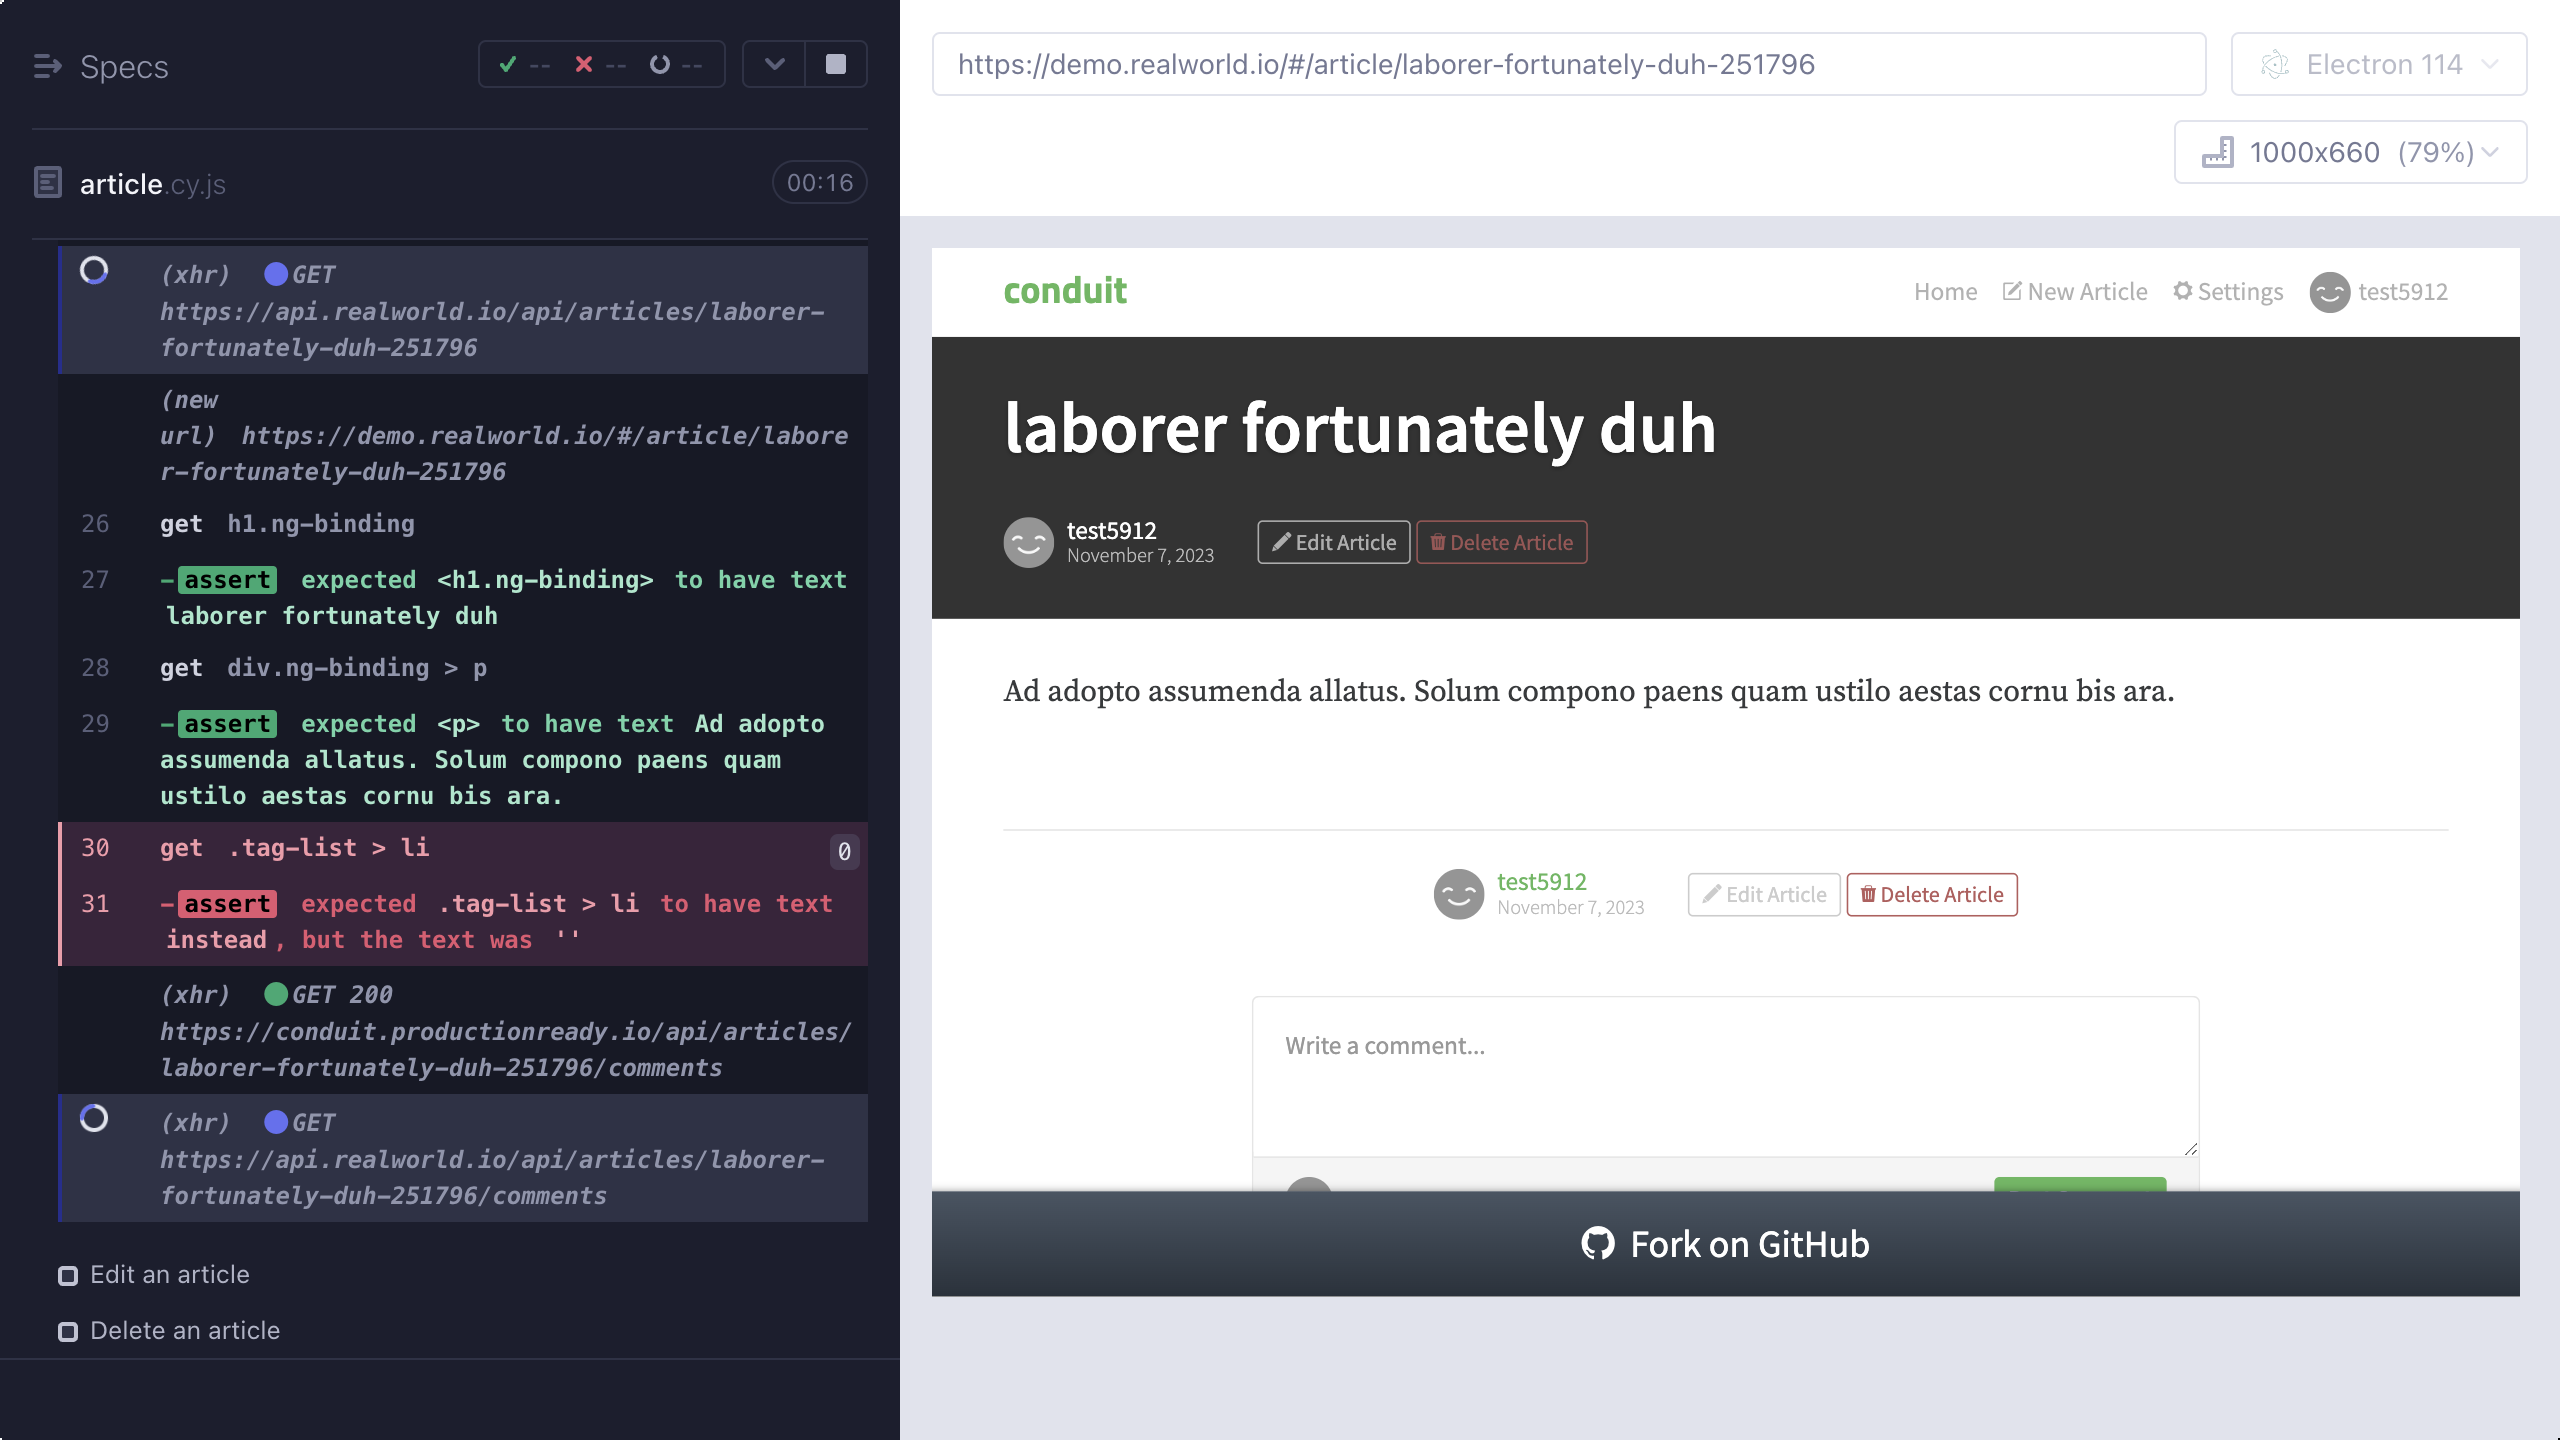 Specs
-- -- --
article.cy.js
00:16
(xhr) GET
https://api.realworld.io/api/articles/laborer-
fortunately-duh-251796
(new
url) https://demo.realworld.io/#/article/labore
r-fortunately-duh-251796
26 get h1.ng-binding
27 -assert expected <h1.ng-binding> to have text
laborer fortunately duh
28 get div.ng-binding > p
29 -assert expected <p> to have text Ad adopto
assumenda allatus. Solum compono paens quam
ustilo aestas cornu bis ara.
30 get .tag-list > li 0
31 -assert expected .tag-list > li to have text
instead, but the text was ''
(xhr) GET 200
https://conduit.productionready.io/api/articles/
laborer-fortunately-duh-251796/comments
(xhr) GET
https://api.realworld.io/api/articles/laborer-
fortunately-duh-251796/comments
Edit an article
Delete an article
https://demo.realworld.io/#/article/laborer-fortunately-duh-251796
Electron 114
1000x660 (79%)
conduit
Home New Article Settings test5912
laborer fortunately duh
test5912
November 7, 2023
Edit Article Delete Article
Ad adopto assumenda allatus. Solum compono paens quam ustilo aestas cornu bis ara.
test5912
November 7, 2023
Edit Article Delete Article
Write a comment...
Fork on GitHub